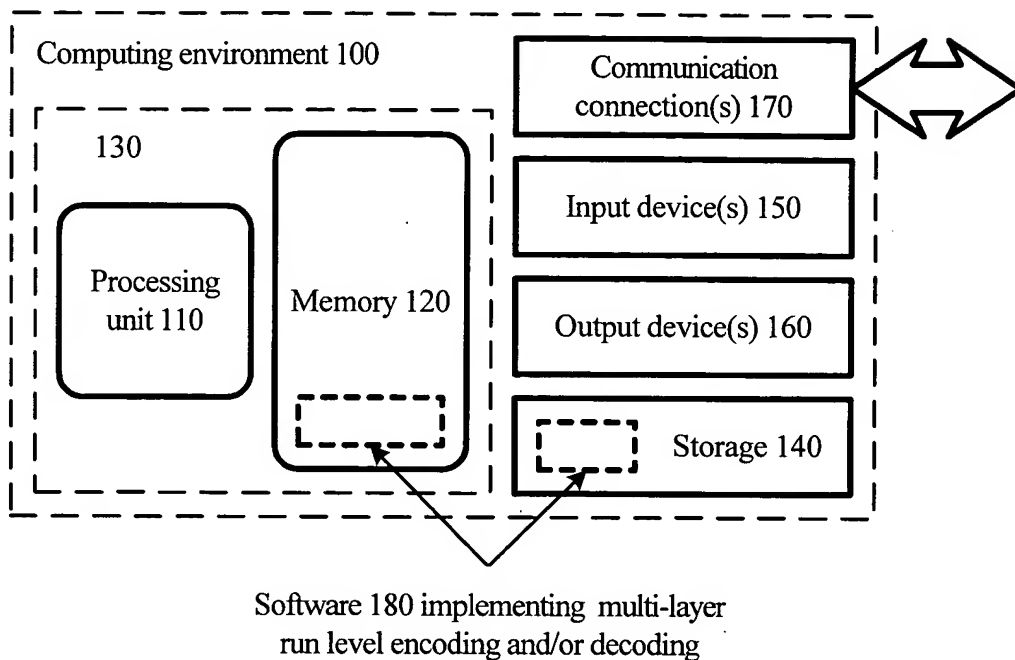 Computing environment 100
130
Processing
unit 110
Memory 120
Communication
connection(s) 170
Input device(s) 150
Output device(s) 160
Storage 140
Software 180 implementing multi-layer
run level encoding and/or decoding